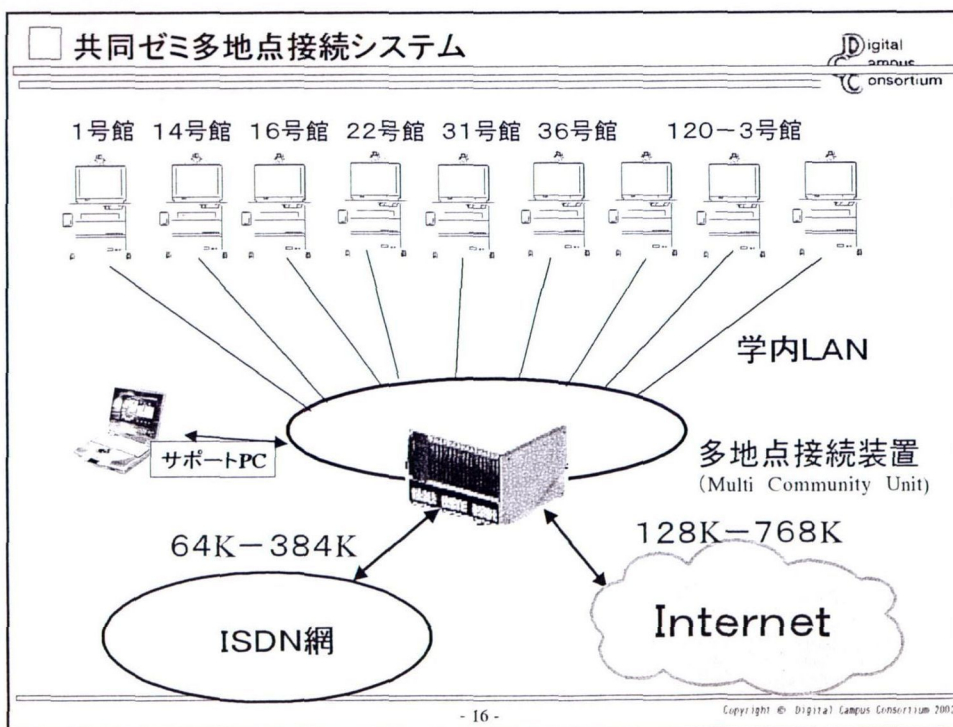 共同ゼミ多地点接続システム
Digital
Campus
Consortium
1号館 14号館 16号館 22号館 31号館 36号館 120－3号館
学内LAN
サポートPC
多地点接続装置
(Multi Community Unit)
64K－384K
128K－768K
ISDN網
Internet
- 16 -
Copyright © Digital Campus Consortium